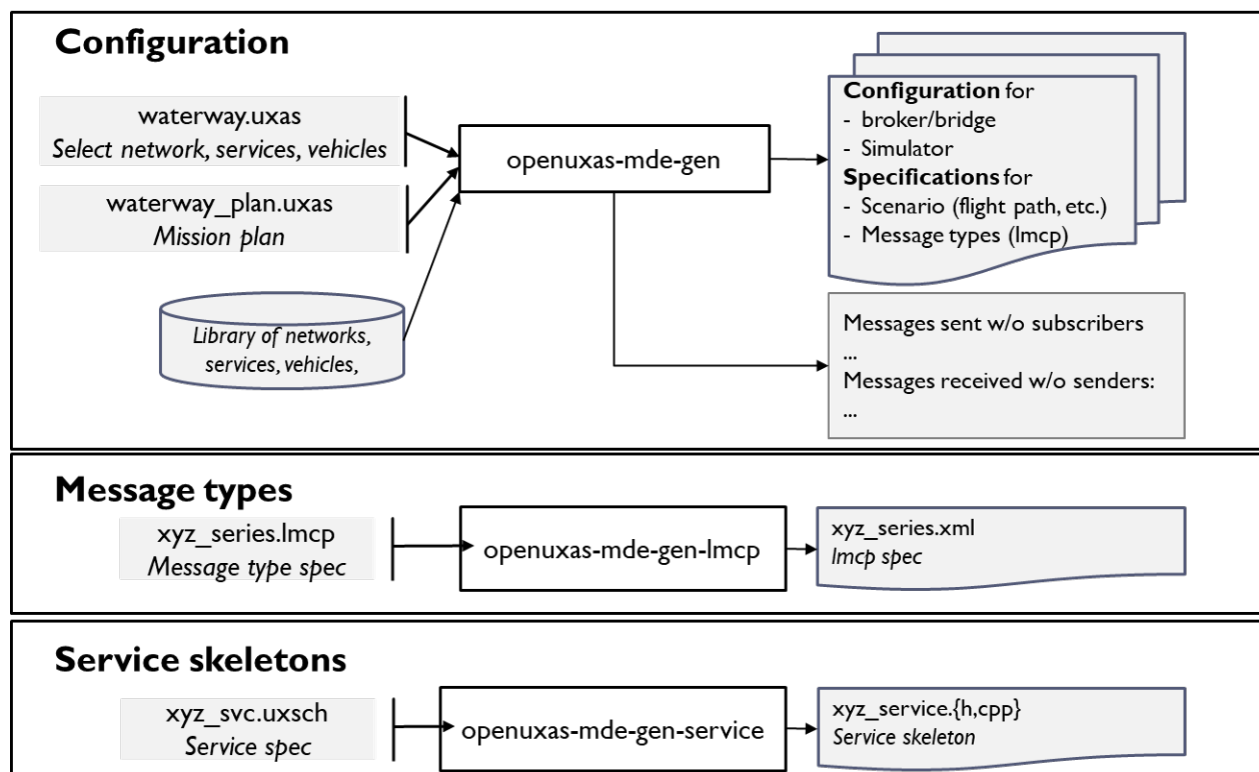 Configuration
waterway.uxas
Select network, services, vehicles
waterway_plan.uxas
Mission plan
Library of networks,
services, vehicles,
openuxas-mde-gen
Configuration for
- broker/bridge
- Simulator
Specifications for
- Scenario (flight path, etc.)
- Message types (lmcp)
Messages sent w/o subscribers
...
Messages received w/o senders:
...
Message types
xyz_series.lmcp
Message type spec
openuxas-mde-gen-lmcp
xyz_series.xml
lmcp spec
Service skeletons
xyz_svc.uxsch
Service spec
openuxas-mde-gen-service
xyz_service.{h,cpp}
Service skeleton